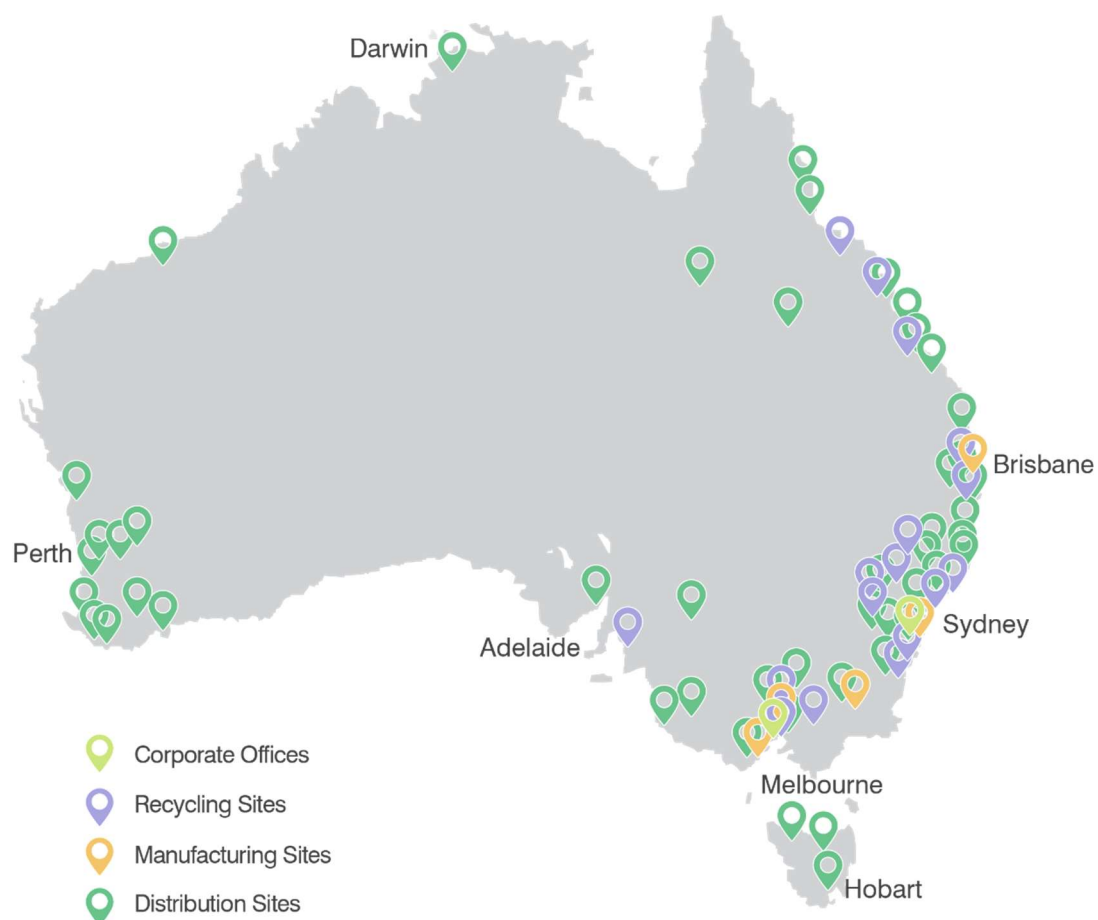 Darwin
Brisbane
Perth
Sydney
Adelaide
Melbourne
Hobart
Corporate Offices
Recycling Sites
Manufacturing Sites
Distribution Sites